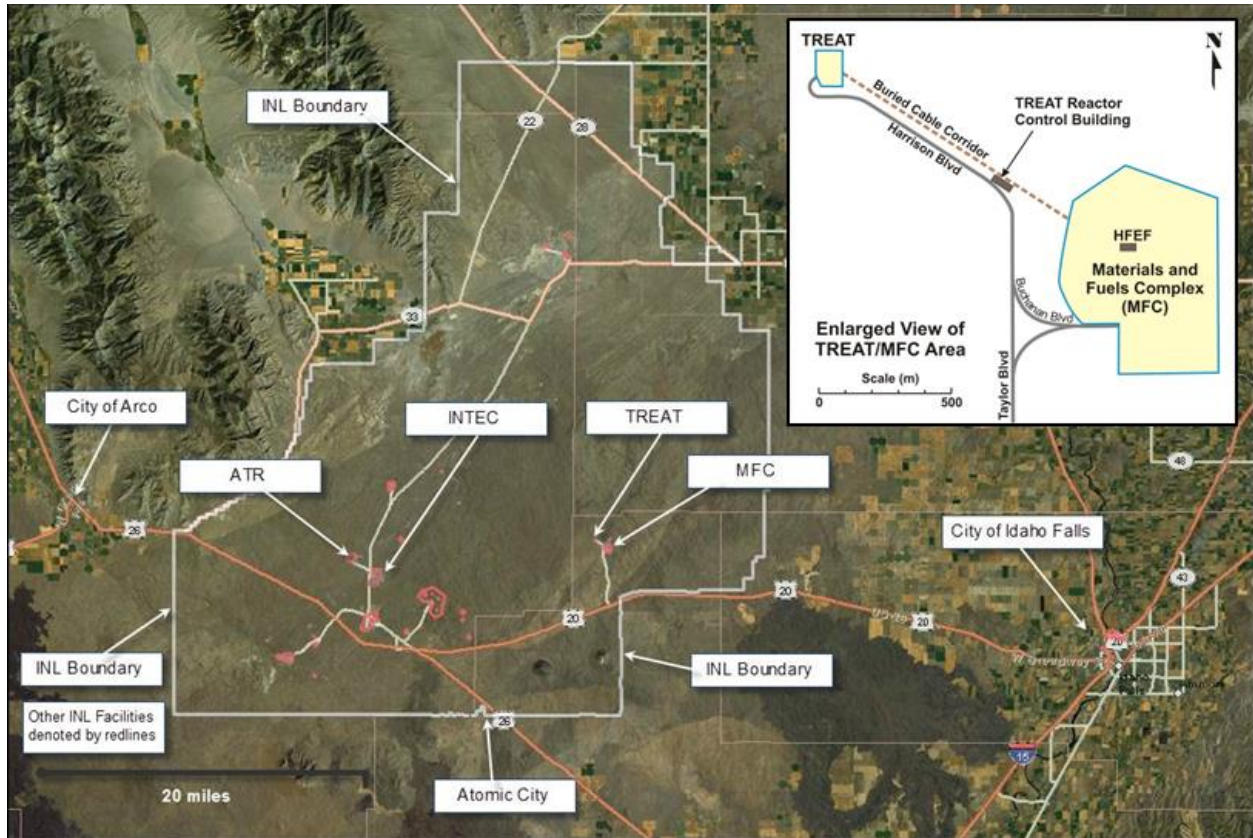 INL Boundary
22
28
33
City of Arco
ATR
INTEC
TREAT
MFC
26
City of Idaho Falls
48
43
20
20
20
20
INL Boundary
INL Boundary
Other INL Facilities
denoted by redlines
20 miles
Atomic City
26
15
W Broadway
TREAT
N
Buried Cable Corridor
Harrison Blvd
TREAT Reactor
Control Building
HFEF
Materials and
Fuels Complex
(MFC)
Buchanan Blvd
Taylor Blvd
Enlarged View of
TREAT/MFC Area
Scale (m)
0
500